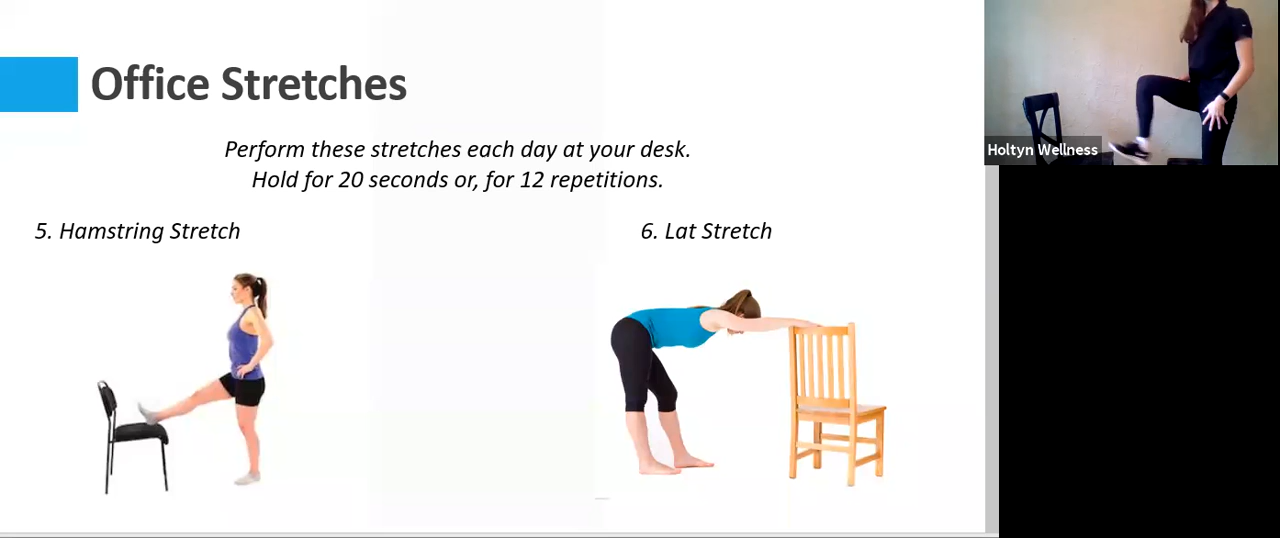 Office Stretches
Perform these stretches each day at your desk.
Hold for 20 seconds or, for 12 repetitions.
5. Hamstring Stretch
6. Lat Stretch
Holtyn Wellness